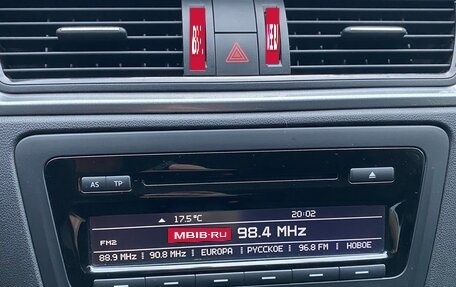 AS TP
▲ 17.5°C 20:02
FM2 MBIB-RU 98.4 MHz
88.9 MHz | 90.8 MHz | EUROPA | РУССКОЕ | 96.8 FM | НОВОЕ